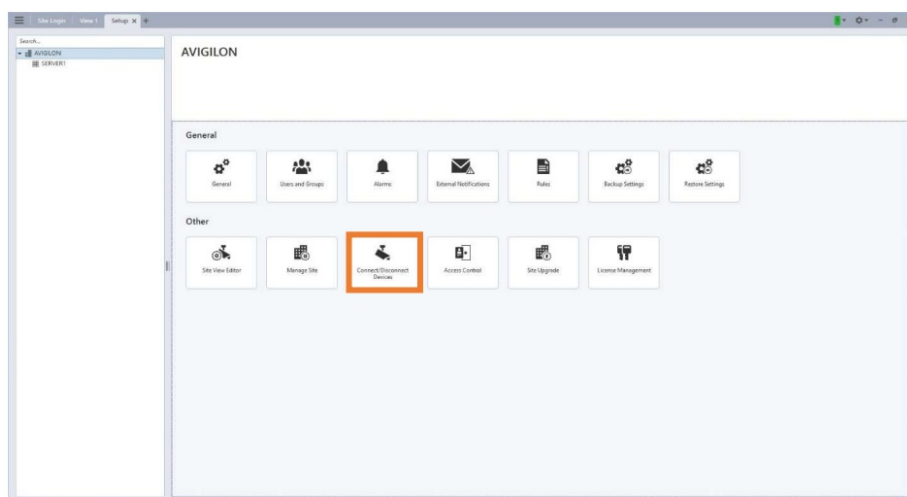 Site Login View 1 Setup X +
Search...
AVIGILON
SERVER1
AVIGILON
General
General
Users and Groups
Alarms
External Notifications
Rules
Backup Settings
Restore Settings
Other
Site View Editor
Manage Site
Connect/Disconnect
Devices
Access Control
Site Upgrade
License Management